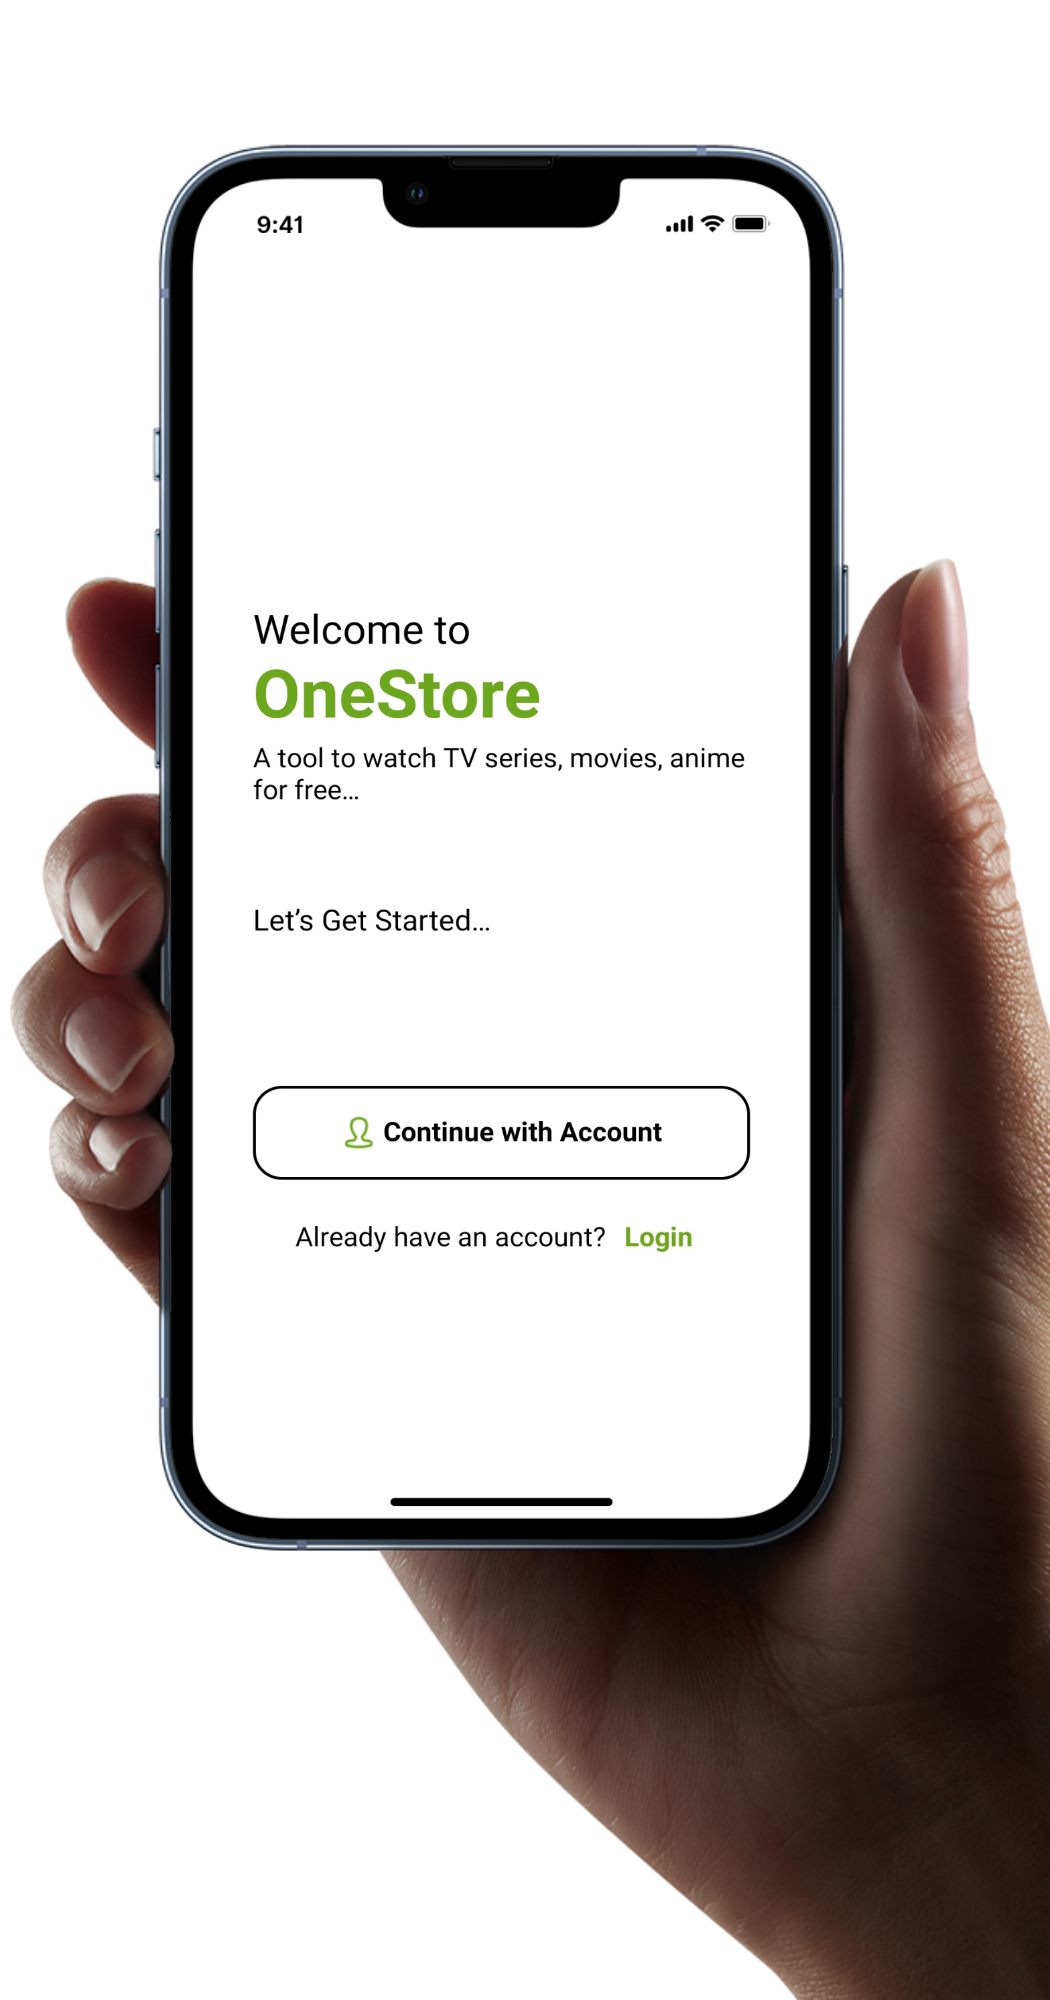 9:41
Welcome to
OneStore
A tool to watch TV series, movies, anime
for free...
Let’s Get Started...
Continue with Account
Already have an account? Login